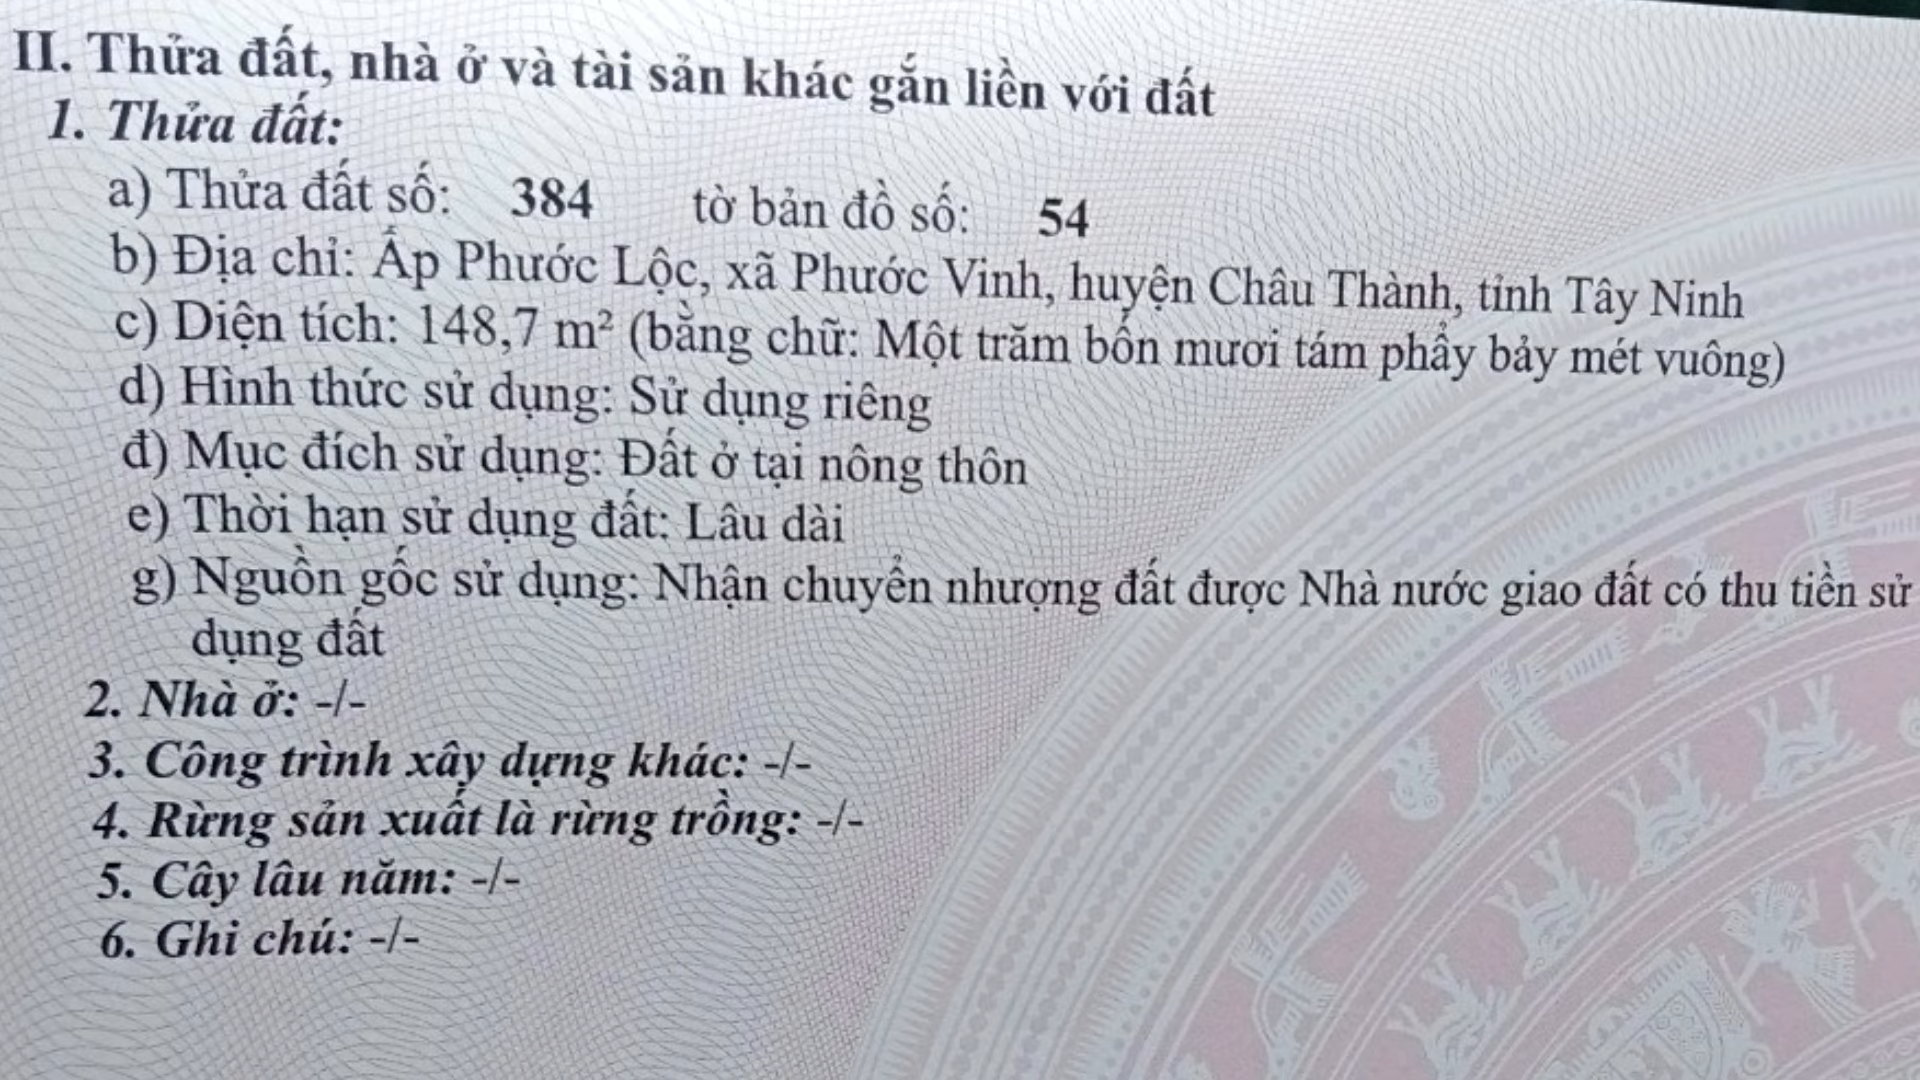 II. Thửa đất, nhà ở và tài sản khác gắn liền với đất
1. Thửa đất:
a) Thửa đất số: 384 tờ bản đồ số: 54
b) Địa chỉ: Ấp Phước Lộc, xã Phước Vinh, huyện Châu Thành, tỉnh Tây Ninh
c) Diện tích: 148,7 m² (bằng chữ: Một trăm bốn mươi tám phẩy bảy mét vuông)
d) Hình thức sử dụng: Sử dụng riêng
đ) Mục đích sử dụng: Đất ở tại nông thôn
e) Thời hạn sử dụng đất: Lâu dài
g) Nguồn gốc sử dụng: Nhận chuyển nhượng đất được Nhà nước giao đất có thu tiền sử
dụng đất
2. Nhà ở: -/-
3. Công trình xây dựng khác: -/-
4. Rừng sản xuất là rừng trồng: -/-
5. Cây lâu năm: -/-
6. Ghi chú: -/-